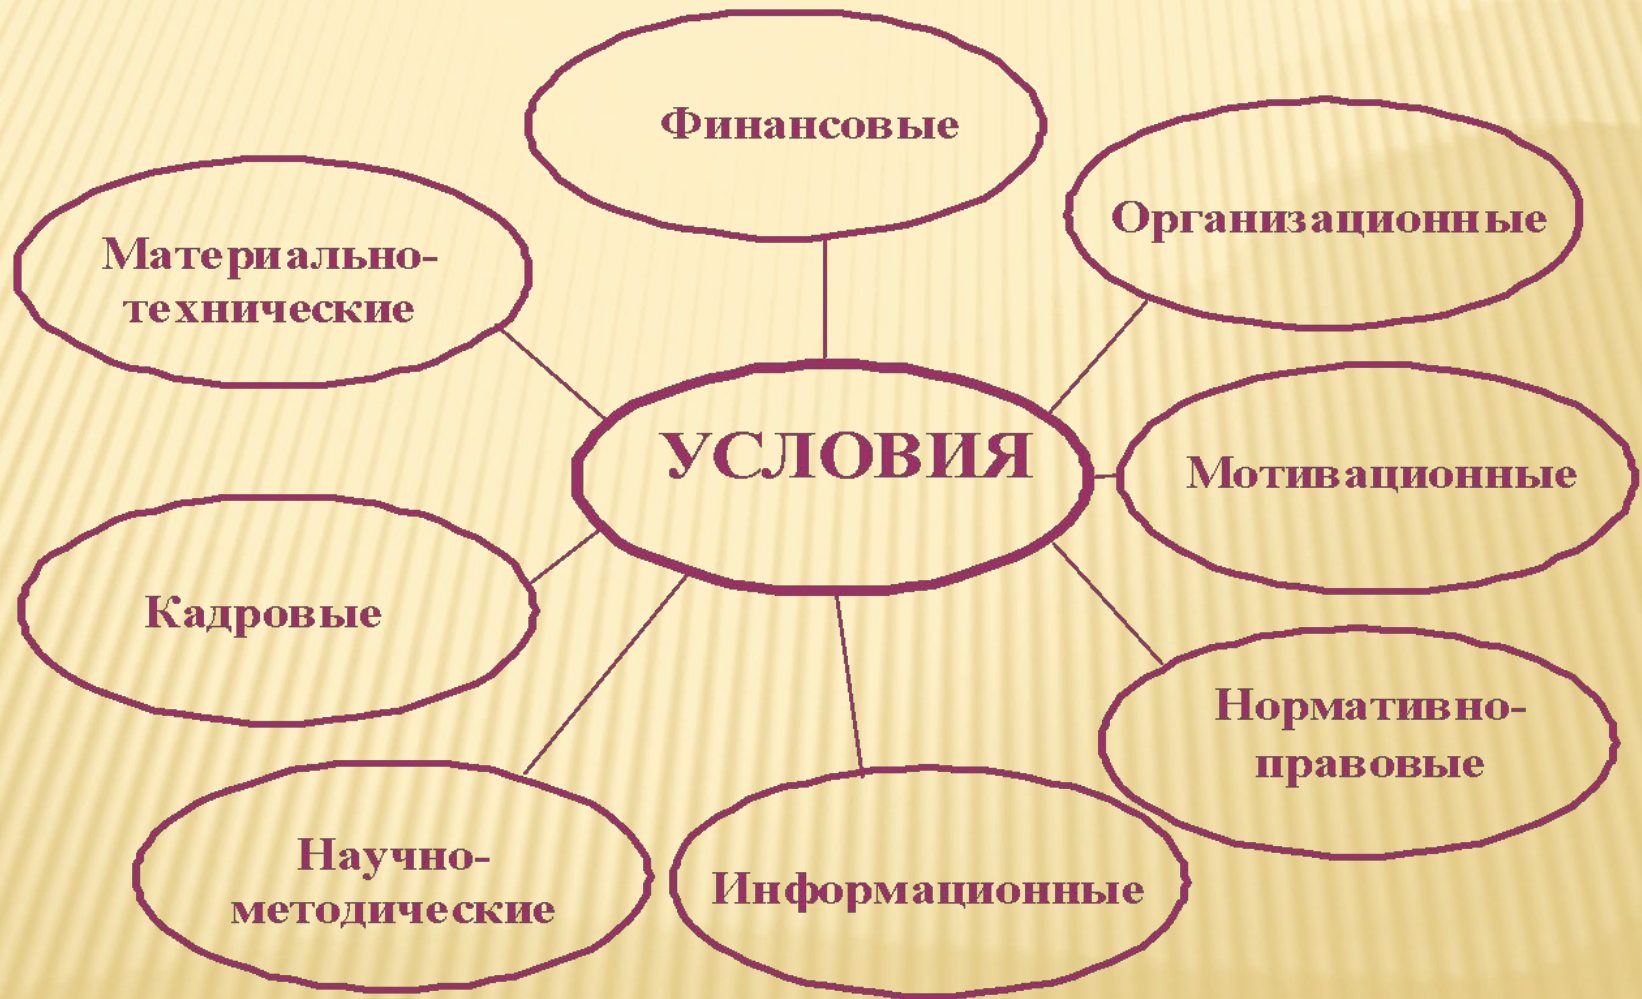 Финансовые
Организационные
Материально-
технические
УСЛОВИЯ
Мотивационные
Кадровые
Нормативно-
правовые
Научно-
методические
Информационные